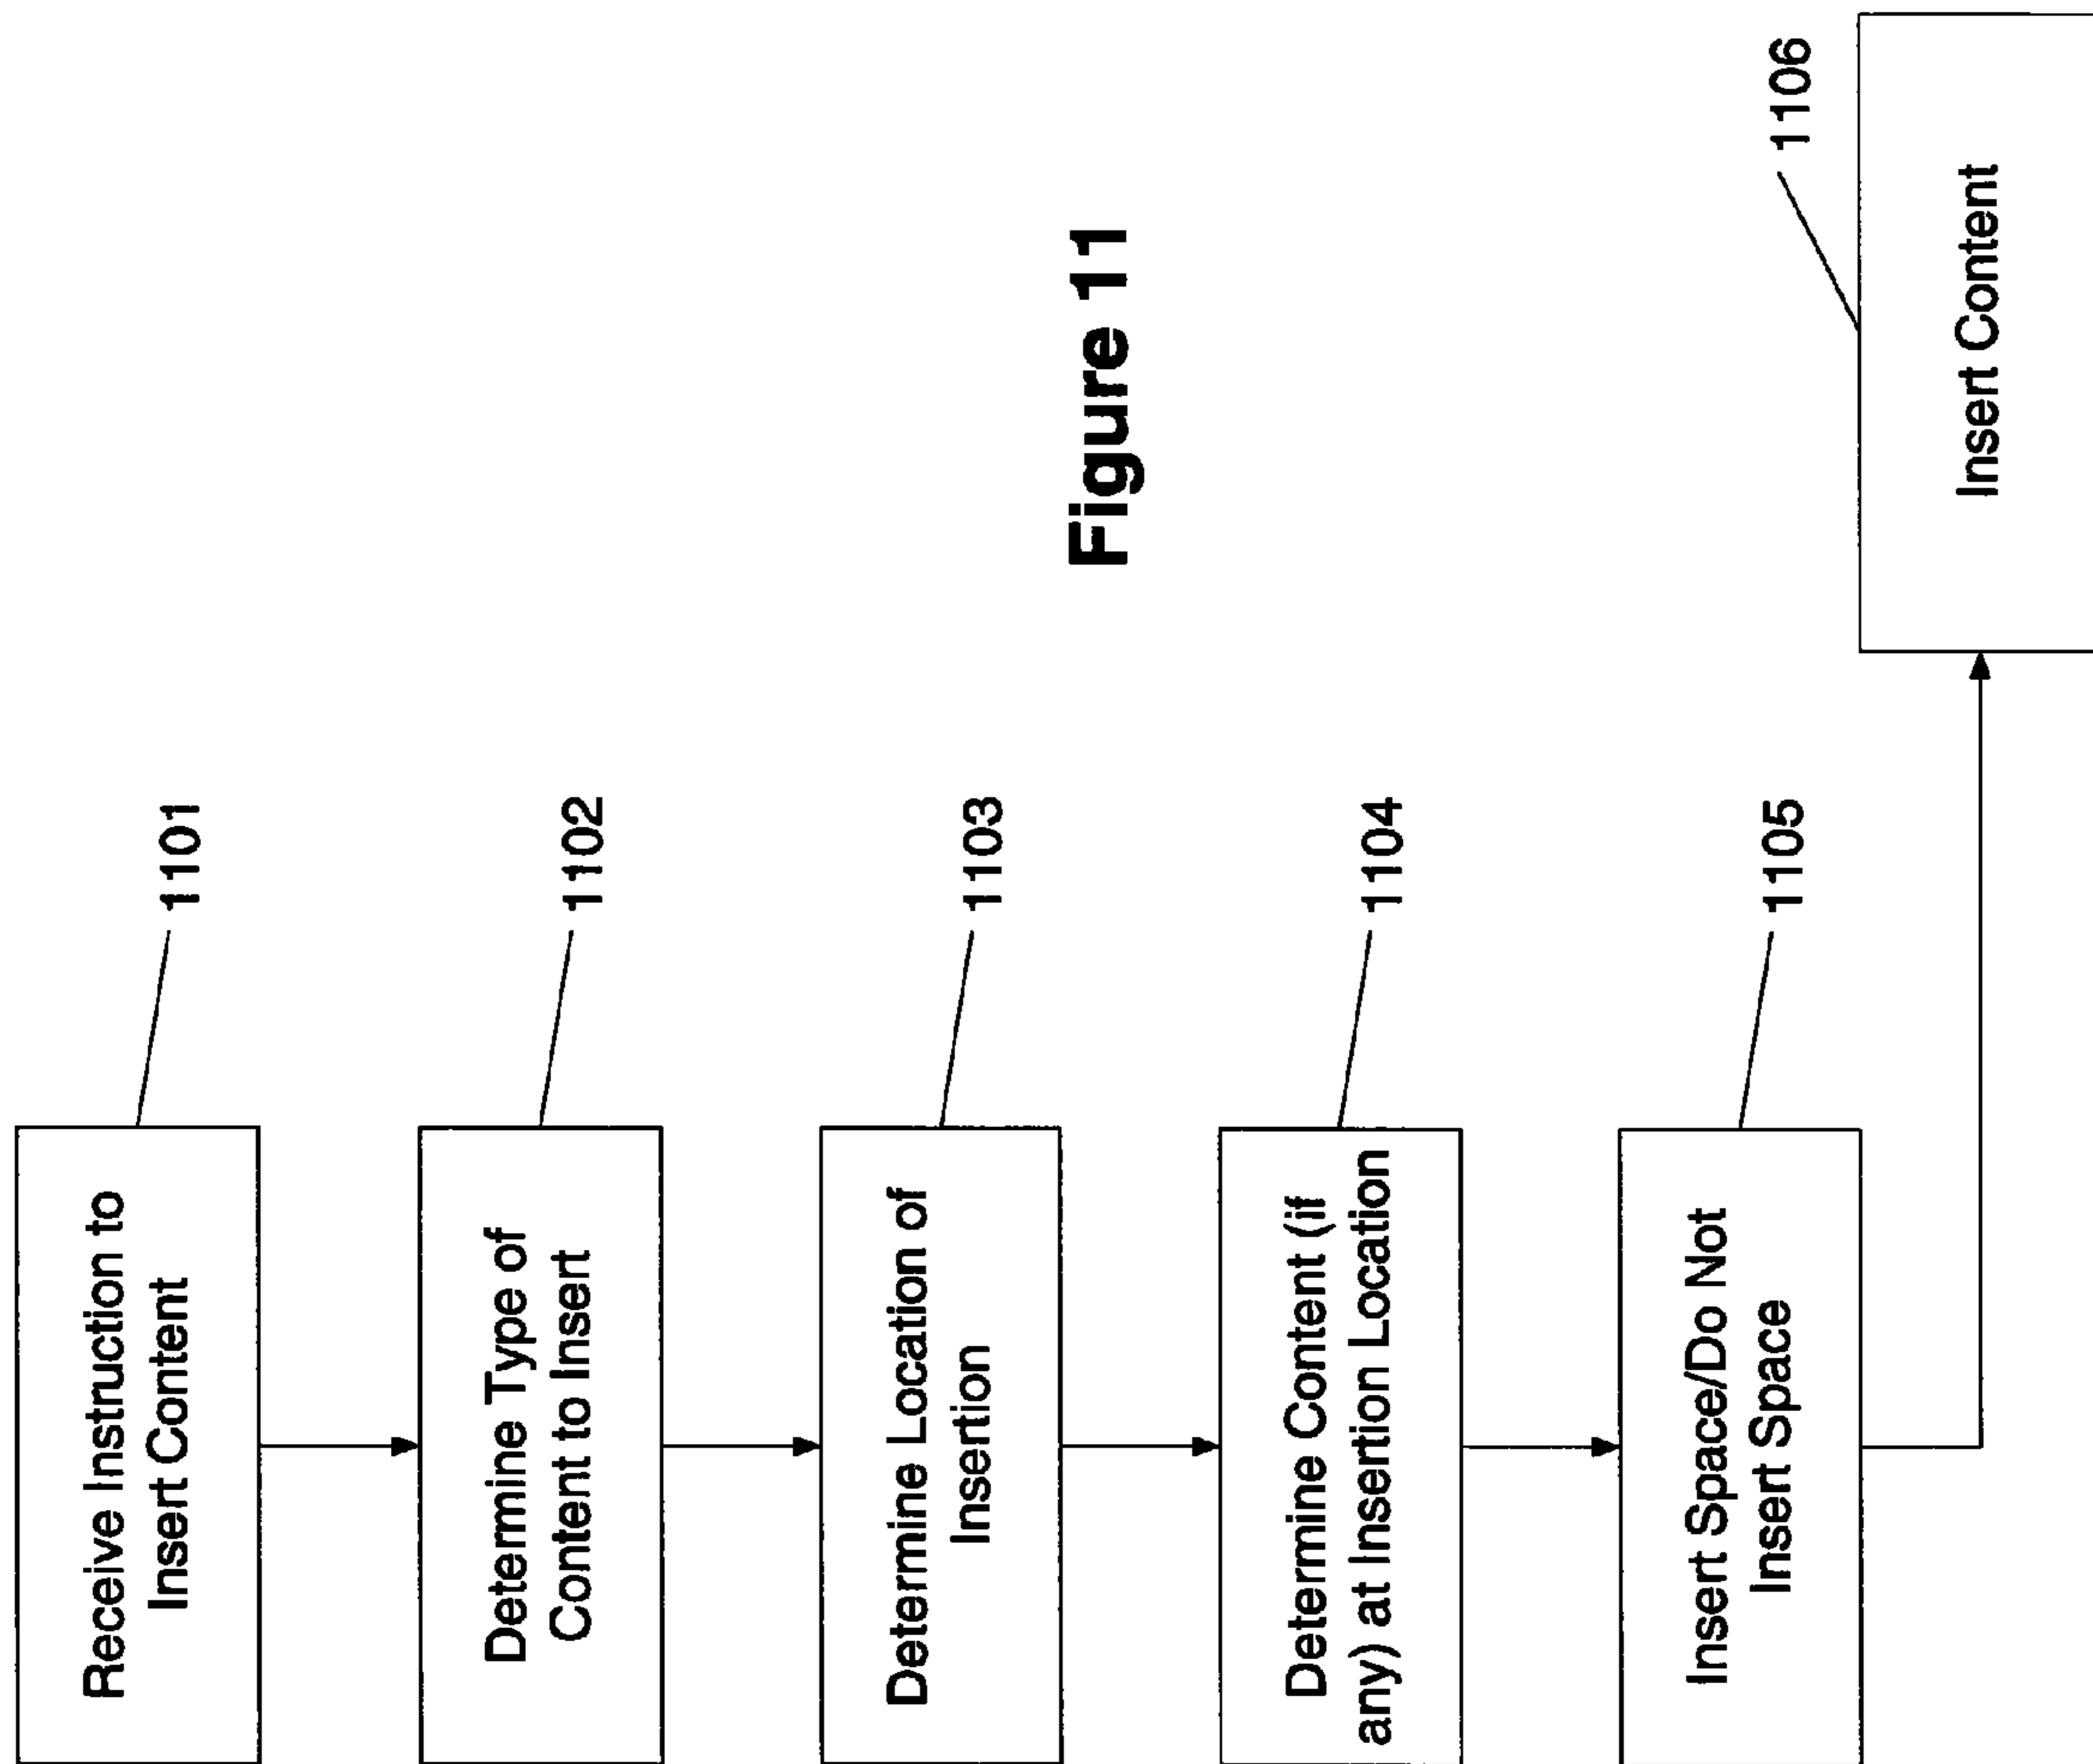 Receive Instruction to
Insert Content
1101
Determine Type of
Content to Insert
1102
Determine Location of
Insertion
1103
Determine Content (if
any) at Insertion Location
1104
Insert Space/Do Not
Insert Space
1105
Insert Content
1106
Figure 11